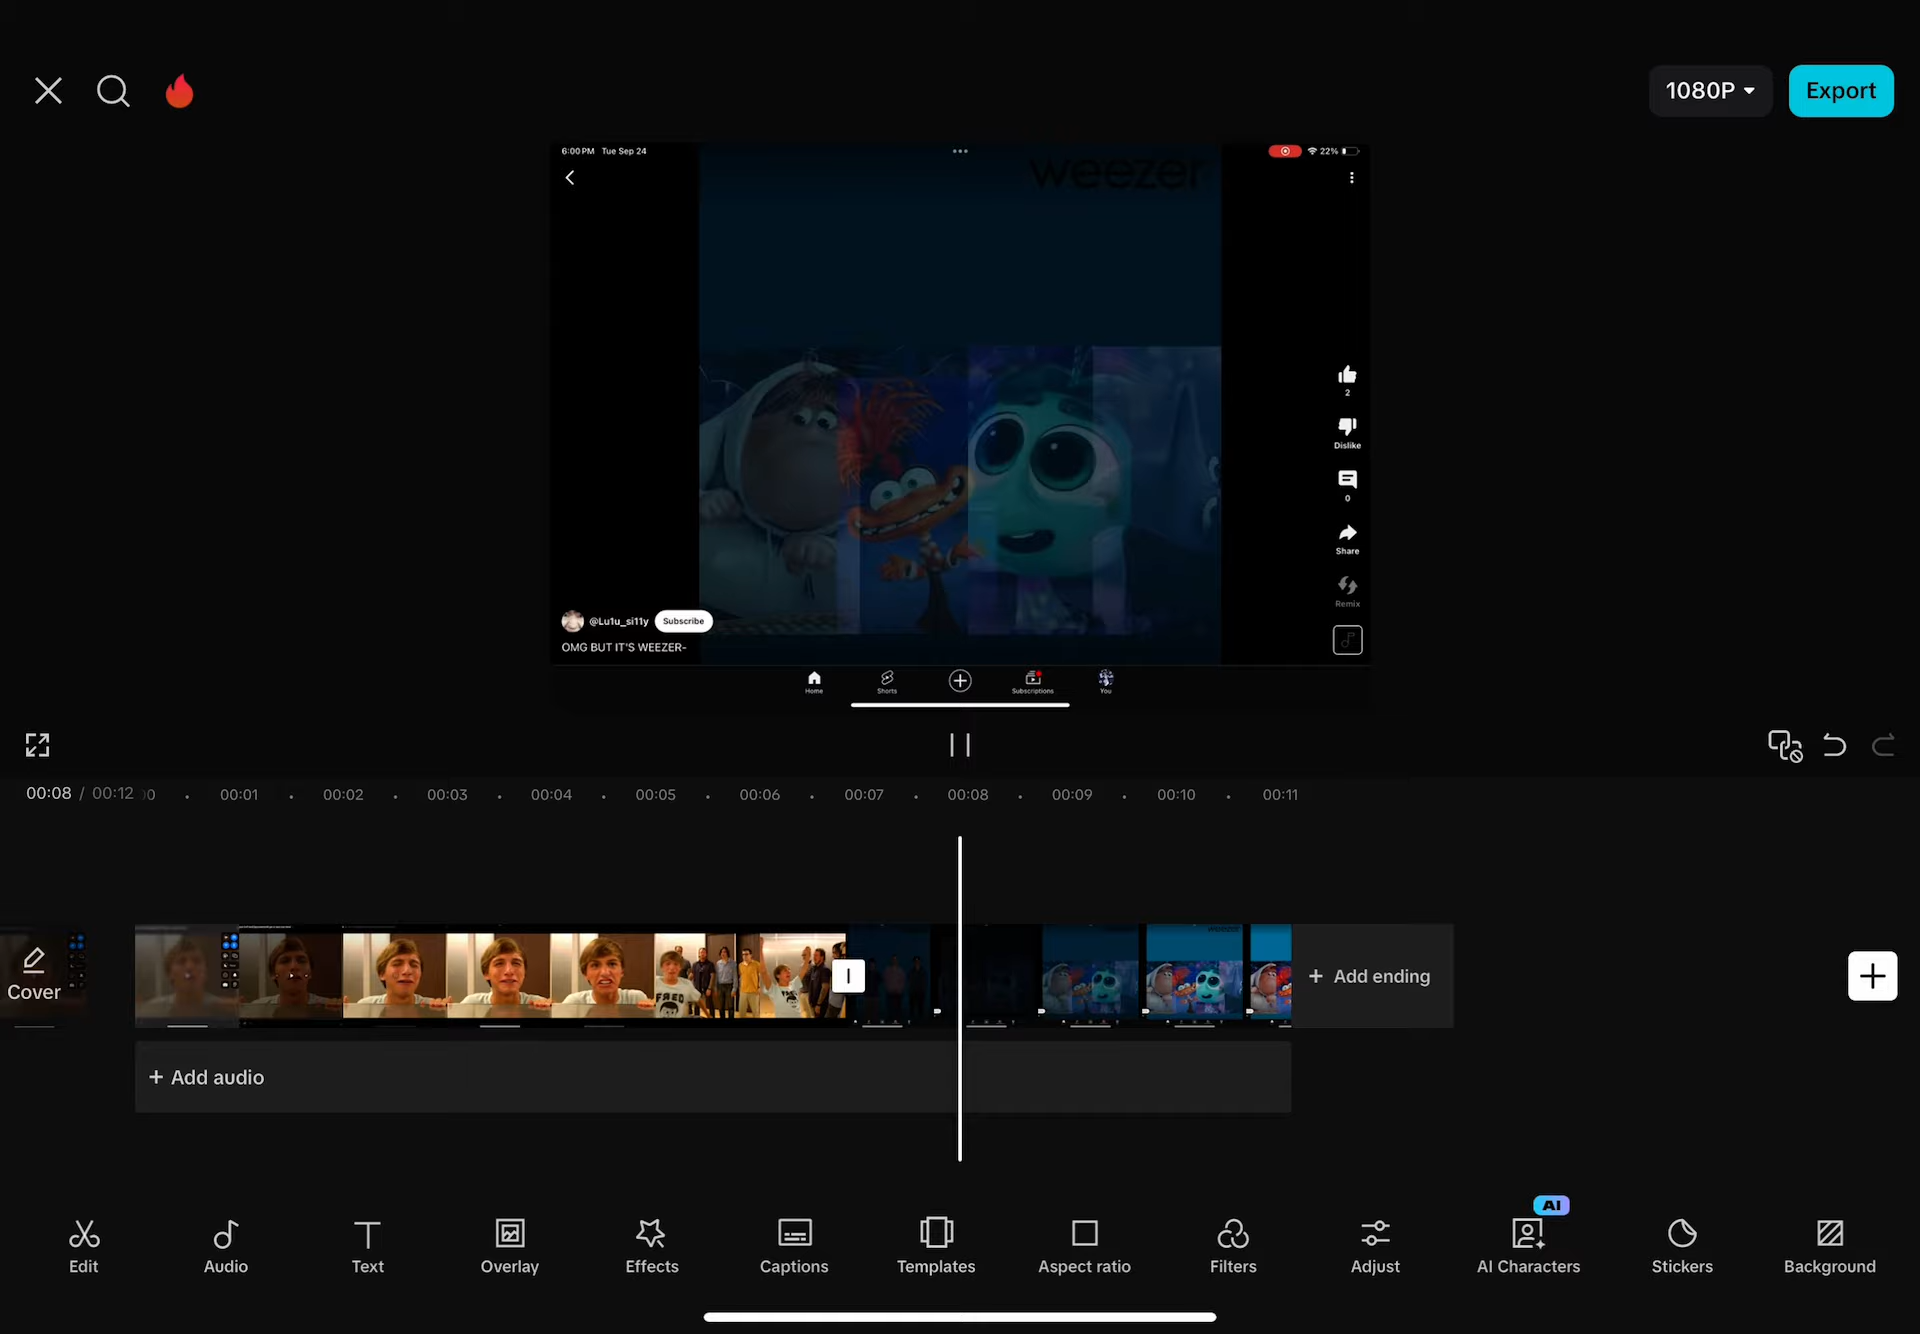 1080P
Export
6:00 PM Tue Sep 24
22%
weezer
2
Dislike
0
Share
Remix
@Lu1u_si11y Subscribe
OMG BUT IT'S WEEZER-
Home
Shorts
Subscriptions
You
00:08 / 00:12
00:01
00:02
00:03
00:04
00:05
00:06
00:07
00:08
00:09
00:10
00:11
Cover
FRED
+ Add ending
+ Add audio
AI
Edit
Audio
Text
Overlay
Effects
Captions
Templates
Aspect ratio
Filters
Adjust
AI Characters
Stickers
Background